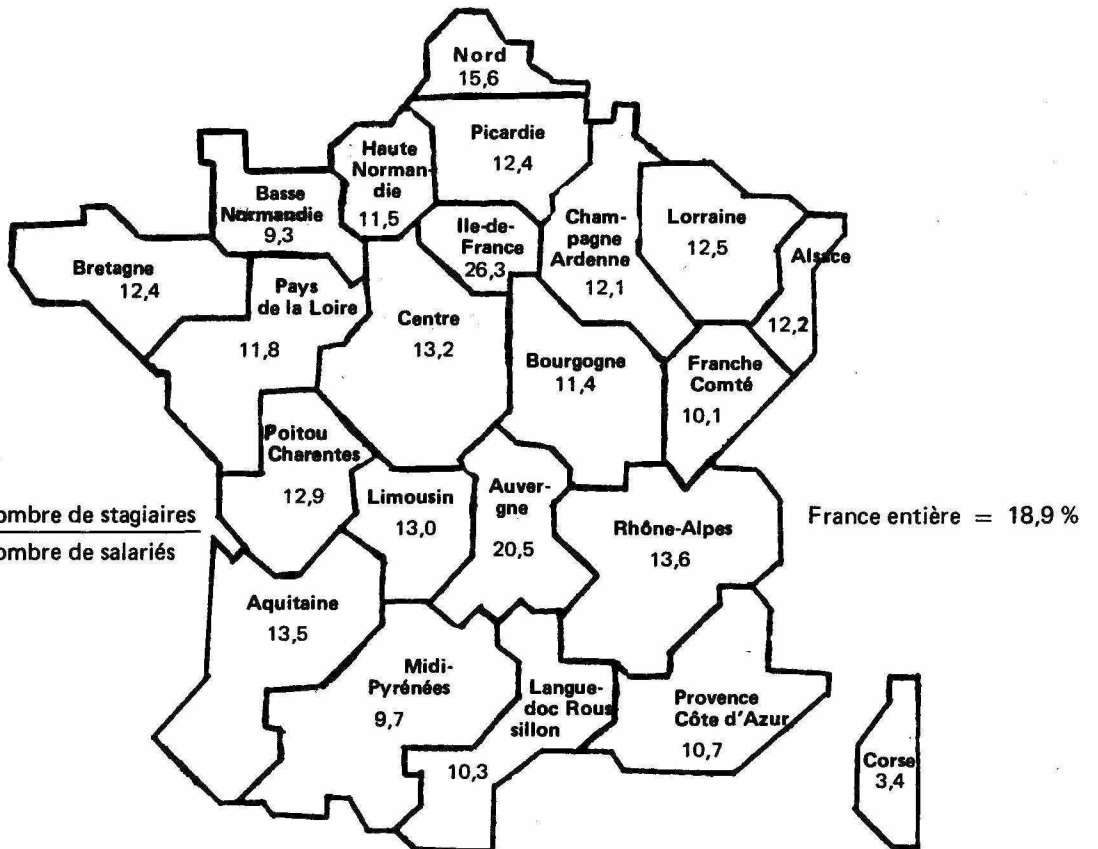 Nord
15,6
Picardie
12,4
Haute
Norman-
die
11,5
Basse
Normandie
9,3
Ile-de-
France
26,3
Cham-
pagne
Ardenne
12,1
Lorraine
12,5
Alsace
12,2
Bretagne
12,4
Pays
de la Loire
11,8
Centre
13,2
Bourgogne
11,4
Franche
Comté
10,1
Poitou
Charentes
12,9
Limousin
13,0
Auver-
gne
20,5
Rhône-Alpes
13,6
ombre de stagiaires
ombre de salariés
France entière = 18,9 %
Aquitaine
13,5
Midi-
Pyrénées
9,7
Langue-
doc Rous
sillon
10,3
Provence
Côte d'Azur
10,7
Corse
3,4